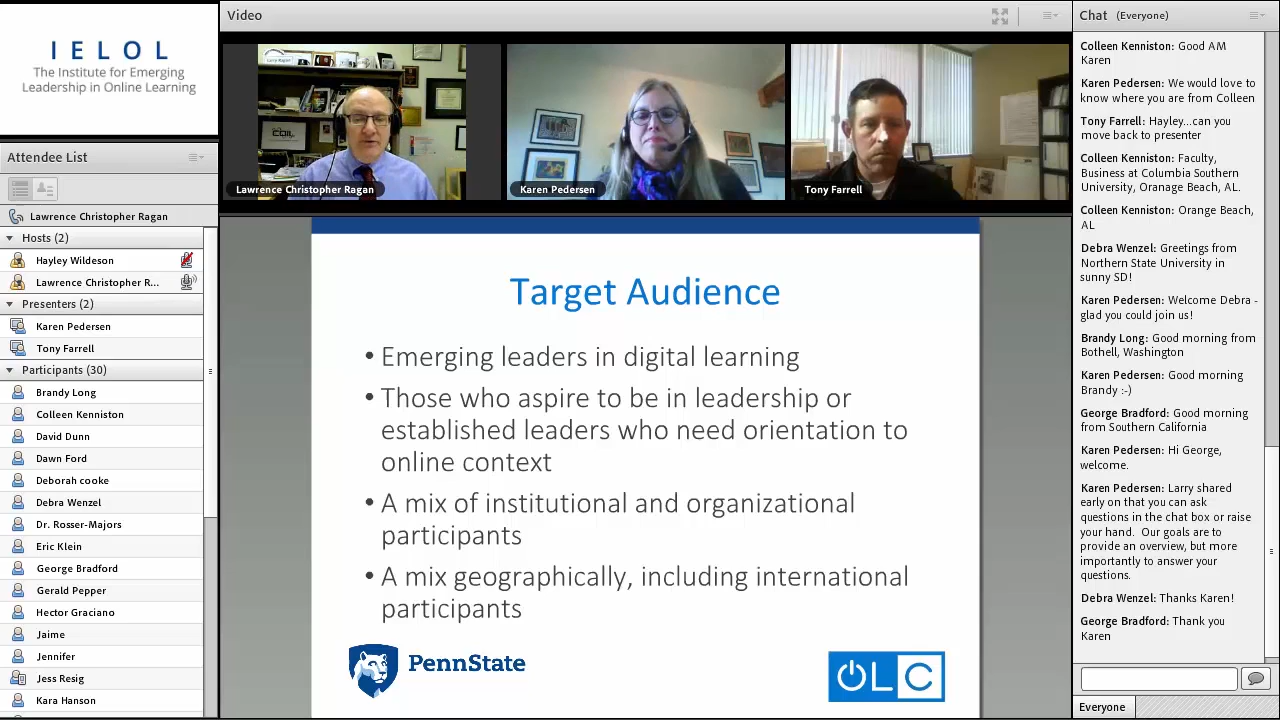 I E L O L
The Institute for Emerging
Leadership in Online Learning
Attendee List
Lawrence Christopher Ragan
Hosts (2)
Hayley Wildeson
Lawrence Christopher R...
Presenters (2)
Karen Pedersen
Tony Farrell
Participants (30)
Brandy Long
Colleen Kenniston
David Dunn
Dawn Ford
Deborah cooke
Debra Wenzel
Dr. Rosser-Majors
Eric Klein
George Bradford
Gerald Pepper
Hector Graciano
Jaime
Jennifer
Jess Resig
Kara Hanson
Video
Lawrence Christopher Ragan
Karen Pedersen
Tony Farrell
Target Audience
• Emerging leaders in digital learning
• Those who aspire to be in leadership or
established leaders who need orientation to
online context
• A mix of institutional and organizational
participants
• A mix geographically, including international
participants
PennState
OLC
Chat (Everyone)
Colleen Kenniston: Good AM
Karen
Karen Pedersen: We would love to
know where you are from Colleen
Tony Farrell: Hayley...can you
move back to presenter
Colleen Kenniston: Faculty,
Business at Columbia Southern
University, Oranage Beach, AL.
Colleen Kenniston: Orange Beach,
AL
Debra Wenzel: Greetings from
Northern State University in
sunny SD!
Karen Pedersen: Welcome Debra -
glad you could join us!
Brandy Long: Good morning from
Bothell, Washington
Karen Pedersen: Good morning
Brandy :-)
George Bradford: Good morning
from Southern California
Karen Pedersen: Hi George,
welcome.
Karen Pedersen: Larry shared
early on that you can ask
questions in the chat box or raise
your hand. Our goals are to
provide an overview, but more
importantly to answer your
questions.
Debra Wenzel: Thanks Karen!
George Bradford: Thank you
Karen
Everyone